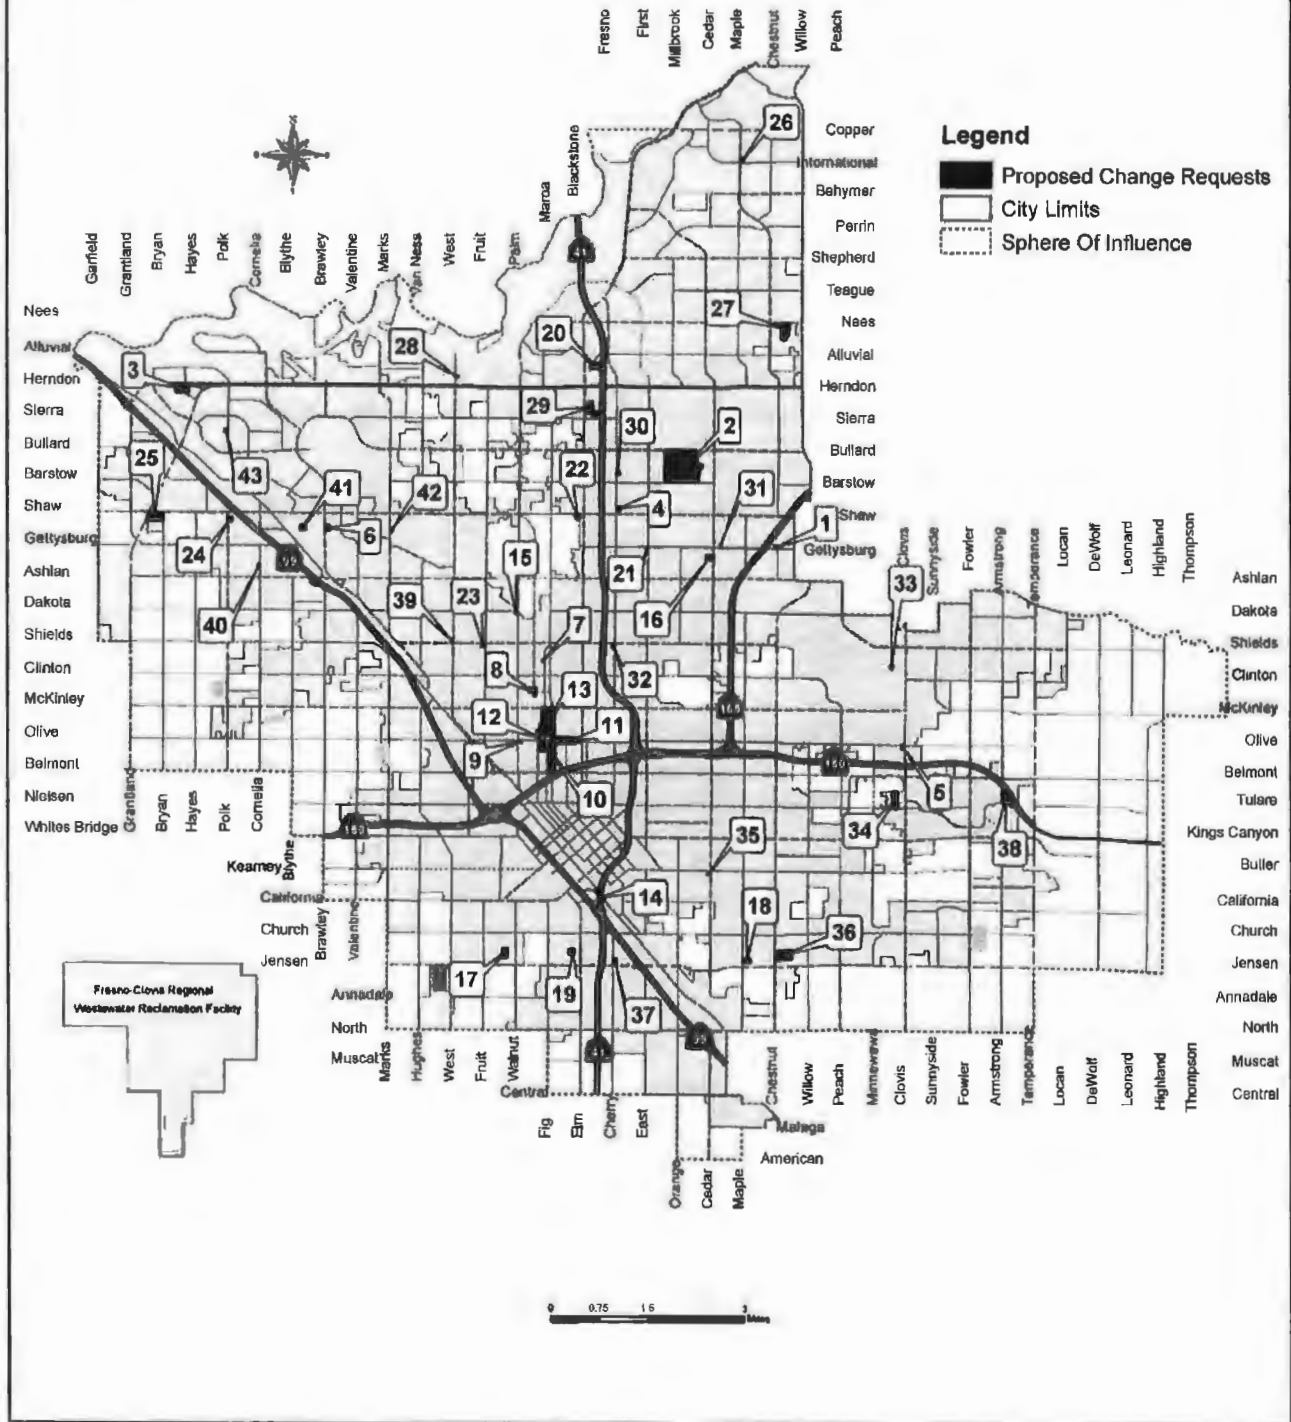 Fresno
First
Millbrook
Cedar
Maple
Chestnut
Willow
Peach
Maroa
Blackstone
Garfield
Grantland
Bryan
Hayes
Polk
Cornelia
Blythe
Brawley
Valentine
Marks
Van Ness
West
Fruit
Palm
Legend
Proposed Change Requests
City Limits
Sphere Of Influence
Copper
International
Behymer
Perrin
Shepherd
Teague
Nees
Alluvial
Herndon
Sierra
Bullard
Barstow
Shaw
Gettysburg
Nees
Alluvial
Herndon
Sierra
Bullard
Barstow
Shaw
Gettysburg
Ashlan
Dakota
Shields
Clinton
McKinley
Olive
Belmont
Nielsen
Whites Bridge
26
27
20
28
3
29
30
2
25
43
41
42
22
4
31
1
24
6
15
21
16
33
40
39
23
7
8
32
13
12
11
9
10
5
34
38
35
14
18
36
17
19
37
99
Clovis
Sunnyside
Fowler
Armstrong
Temperance
Locan
DeWolf
Leonard
Highland
Thompson
Ashlan
Dakota
Shields
Clinton
McKinley
Olive
Belmont
Tulare
Kings Canyon
Butler
California
Church
Jensen
Annadale
North
Muscat
Central
Grantland
Bryan
Hayes
Polk
Cornelia
Blythe
Kearney
California
Church
Jensen
Brawley
Valentine
Annadale
North
Muscat
Marks
Hughes
West
Fruit
Walnut
Central
Fig
Elm
Cherry
East
Orange
Cedar
Maple
Malaga
American
Chestnut
Willow
Peach
Minnewawa
Clovis
Sunnyside
Fowler
Armstrong
Temperance
Locan
DeWolf
Leonard
Highland
Thompson
Fresno-Clovis Regional
Wastewater Reclamation Facility
0 0.75 1.5 3
Miles